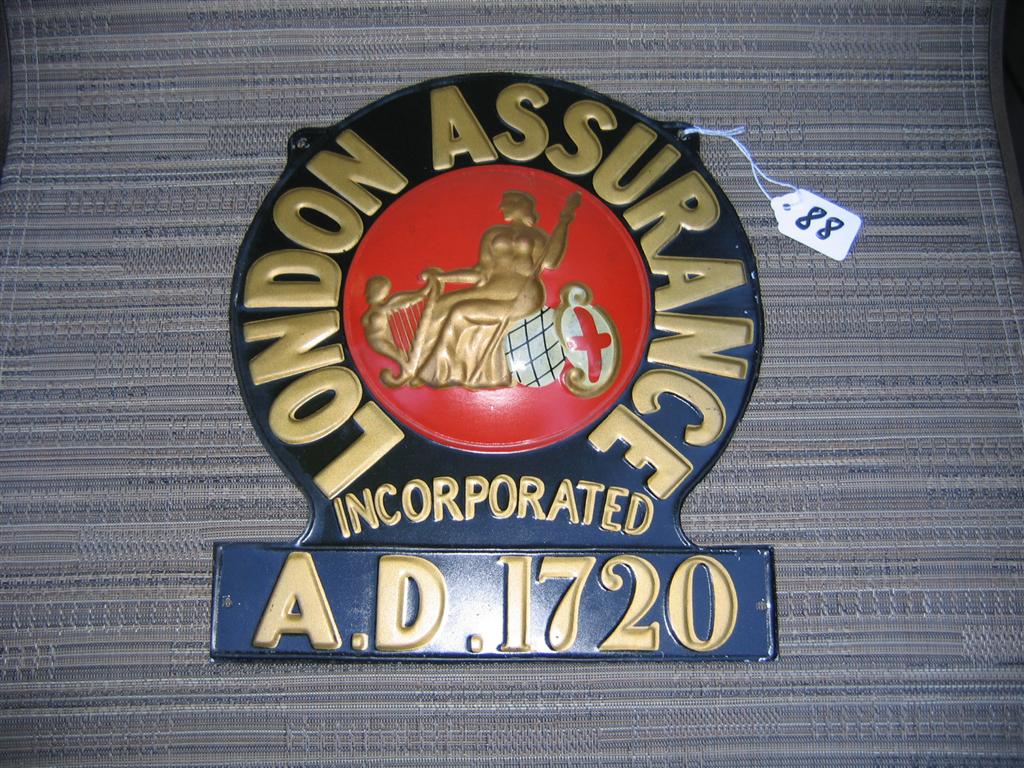 LONDON ASSURANCE
INCORPORATED
A.D.1720
88